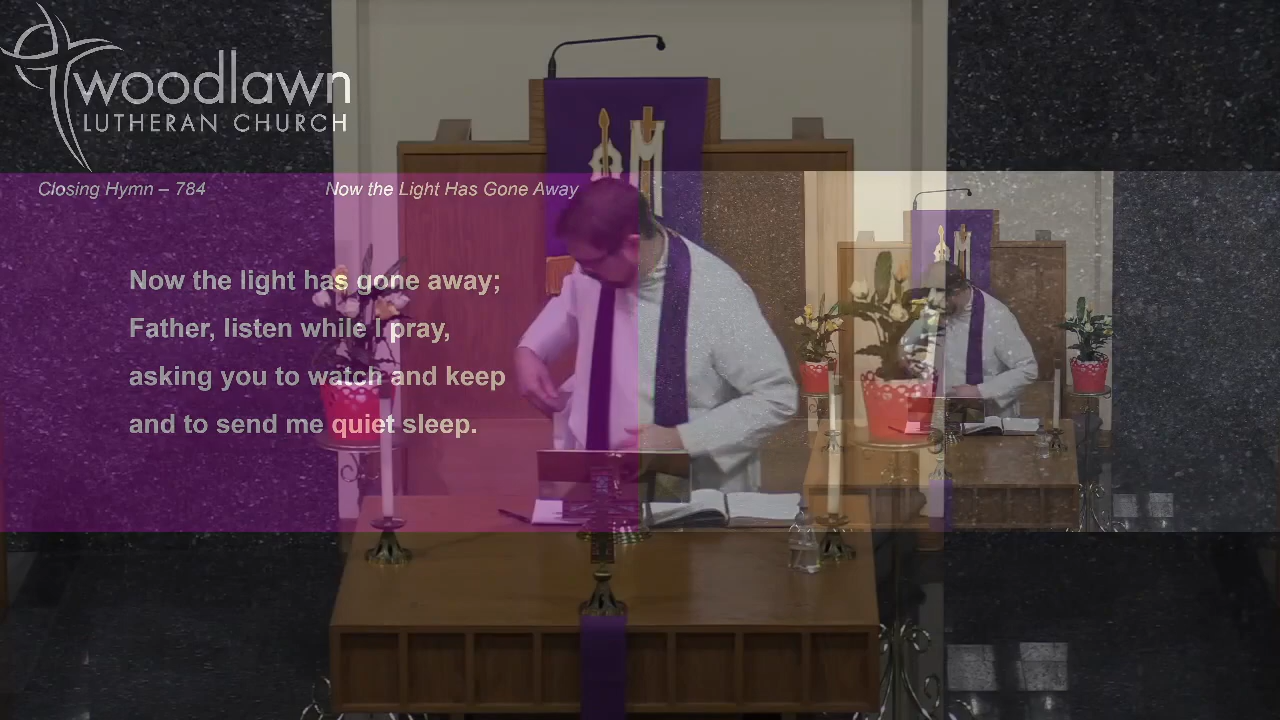 woodlawn
LUTHERAN CHURCH
Closing Hymn – 784
Now the Light Has Gone Away
Now the light has gone away;
Father, listen while I pray,
asking you to watch and keep
and to send me quiet sleep.